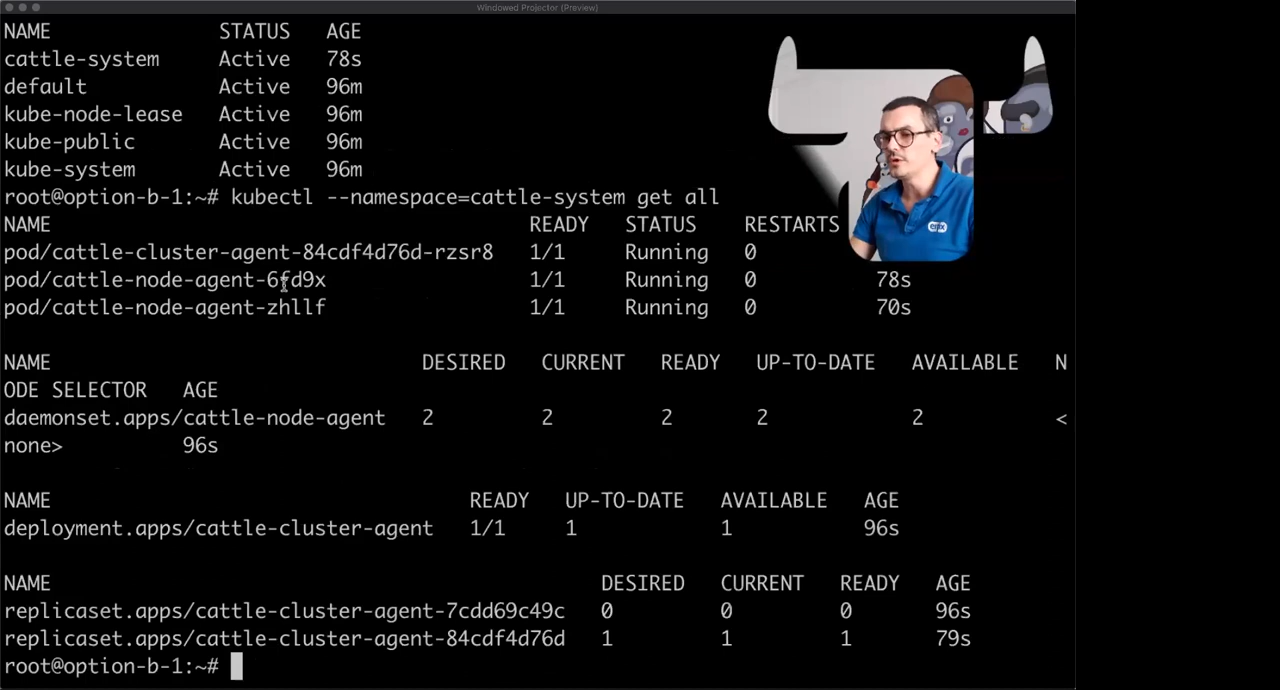 Windowed Projector (Preview)
NAME STATUS AGE
cattle-system Active 78s
default Active 96m
kube-node-lease Active 96m
kube-public Active 96m
kube-system Active 96m
root@option-b-1:~# kubectl --namespace=cattle-system get all
NAME READY STATUS RESTARTS
pod/cattle-cluster-agent-84cdf4d76d-rzsr8 1/1 Running 0
pod/cattle-node-agent-6fd9x 1/1 Running 0 78s
pod/cattle-node-agent-zhllf 1/1 Running 0 70s
NAME DESIRED CURRENT READY UP-TO-DATE AVAILABLE N
ODE SELECTOR AGE
daemonset.apps/cattle-node-agent 2 2 2 2 2 <
none> 96s
NAME READY UP-TO-DATE AVAILABLE AGE
deployment.apps/cattle-cluster-agent 1/1 1 1 96s
NAME DESIRED CURRENT READY AGE
replicaset.apps/cattle-cluster-agent-7cdd69c49c 0 0 0 96s
replicaset.apps/cattle-cluster-agent-84cdf4d76d 1 1 1 79s
root@option-b-1:~#